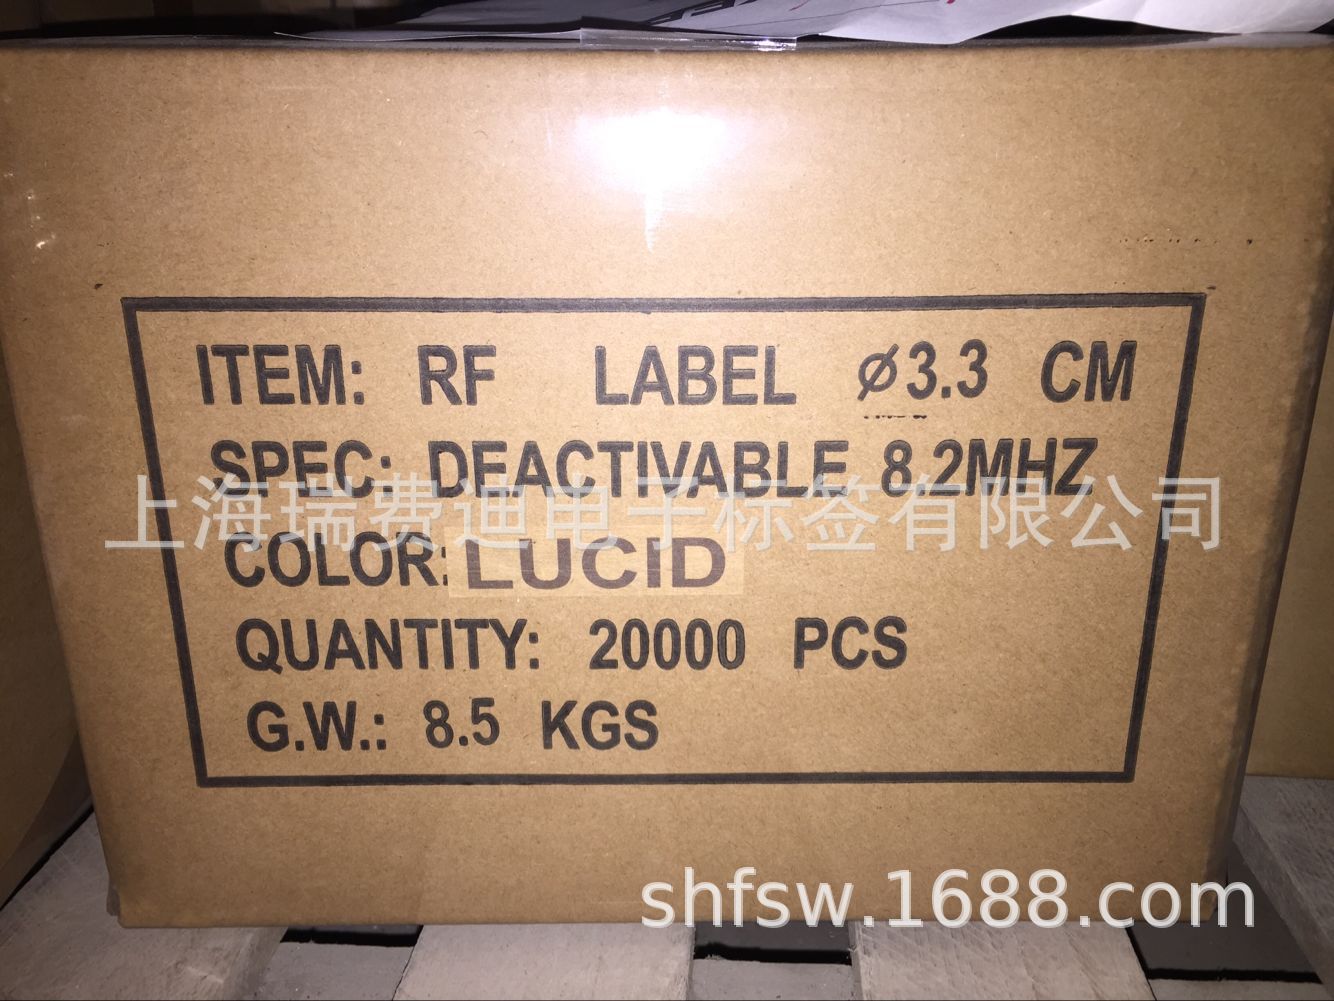 ITEM: RF LABEL ø3.3 CM
SPEC: DEACTIVABLE 8.2MHZ
上海瑞费迪电子标签有限公司
COLOR: LUCID
QUANTITY: 20000 PCS
G.W.: 8.5 KGS
shfsw.1688.com